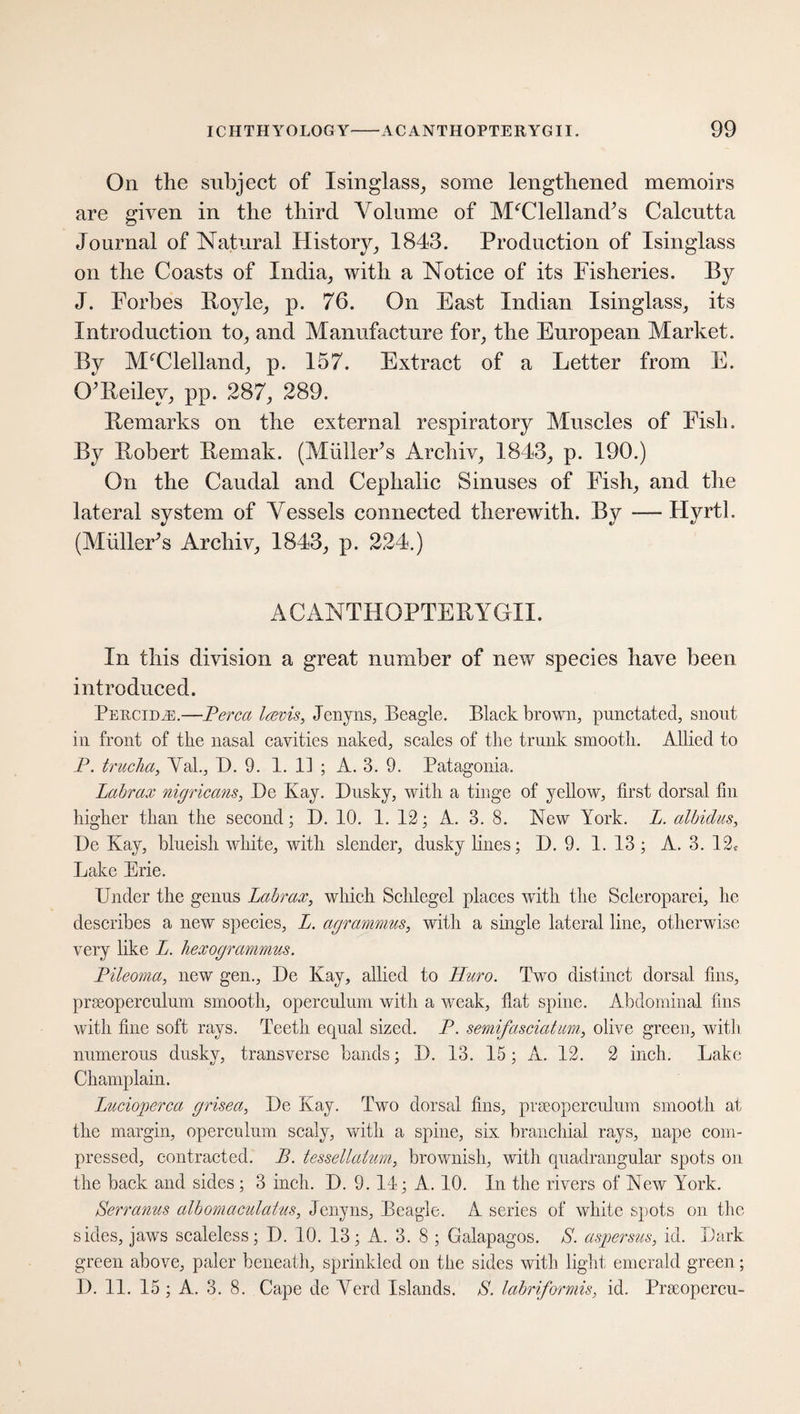 ICHTHYOLOGY—ACANTHOPTERYGII. 99
On the subject of Isinglass, some lengthened memoirs
are given in the third Volume of M‘Clelland’s Calcutta
Journal of Natural History, 1843. Production of Isinglass
on the Coasts of India, with a Notice of its Fisheries. By
J. Forbes Royle, p. 76. On East Indian Isinglass, its
Introduction to, and Manufacture for, the European Market.
By M‘Clelland, p. 157. Extract of a Letter from E.
O’Reiley, pp. 287, 289.
Remarks on the external respiratory Muscles of Fish.
By Robert Remak. (Müller’s Archiv, 1843, p. 190.)
On the Caudal and Cephalic Sinuses of Fish, and the
lateral system of Vessels connected therewith. By — Hyrtl.
(Müller’s Archiv, 1843, p. 224.)
ACANTHOPTERYGII.
In this division a great number of new species have been
introduced.
Percidæ.—Perca lævis, Jenyns, Beagle. Black brown, punctated, snout
in front of the nasal cavities naked, scales of the trunk smooth. Allied to
P. trucha, Val., D. 9. 1. 11 ; A. 3. 9. Patagonia.
Labrax nigricans, De Kay. Dusky, with a tinge of yellow, first dorsal fin
higher than the second; D. 10. 1. 12; A. 3. 8. New York. L. albidus,
De Kay, blueish white, with slender, dusky lines; D. 9. 1. 13 ; A. 3. 12.
Lake Erie.
Under the genus Labrax, which Schlegel places with the Scleroparei, he
describes a new species, L. agrammus, with a single lateral line, otherwise
very like L. hexogrammus.
Pileoma, new gen., De Kay, allied to Huro. Two distinct dorsal fins,
præoperculum smooth, operculum with a weak, flat spine. Abdominal fins
with fine soft rays. Teeth equal sized. P. semifasciatum, olive green, with
numerous dusky, transverse bands; D. 13. 15; A. 12. 2 inch. Lake
Champlain.
Lucioperca grisea, De Kay. Two dorsal fins, præoperculum smooth at
the margin, operculum scaly, with a spine, six branchial rays, nape com-
pressed, contracted. B. tessellatum, brownish, with quadrangular spots on
the back and sides ; 3 inch. D. 9. 14; A. 10. In the rivers of New York.
Serranus albomaculatus, Jenyns, Beagle. A series of white spots on the
sides, jaws scaleless; D. 10. 13; A. 3. 8 ; Galapagos. S. aspersus, id. Dark
green above, paler beneath, sprinkled on the sides with light emerald green;
D. 11. 15 ; A. 3. 8. Cape de Verd Islands. S. labriformis, id. Præopercu-